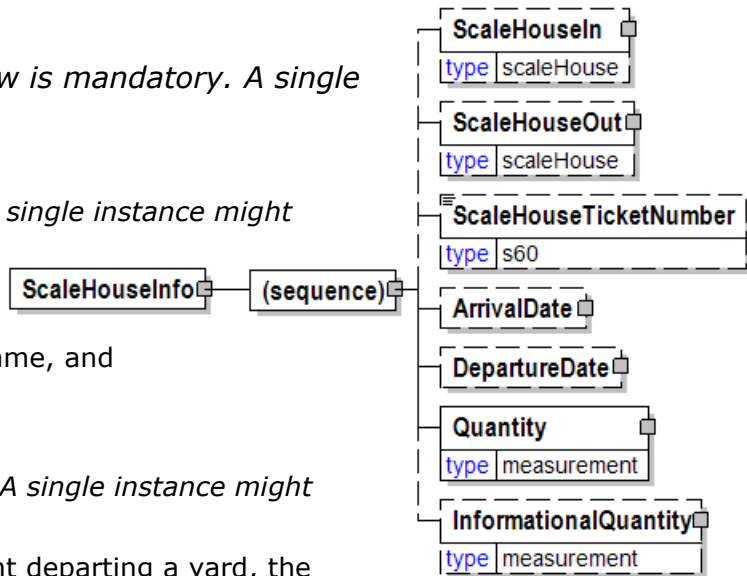 w is mandatory. A single
single instance might
ame, and
A single instance might
nt departing a yard, the
ScaleHouseInfo
(sequence)
ScaleHouseIn
type scaleHouse
ScaleHouseOut
type scaleHouse
ScaleHouseTicketNumber
type s60
ArrivalDate
DepartureDate
Quantity
type measurement
InformationalQuantity
type measurement